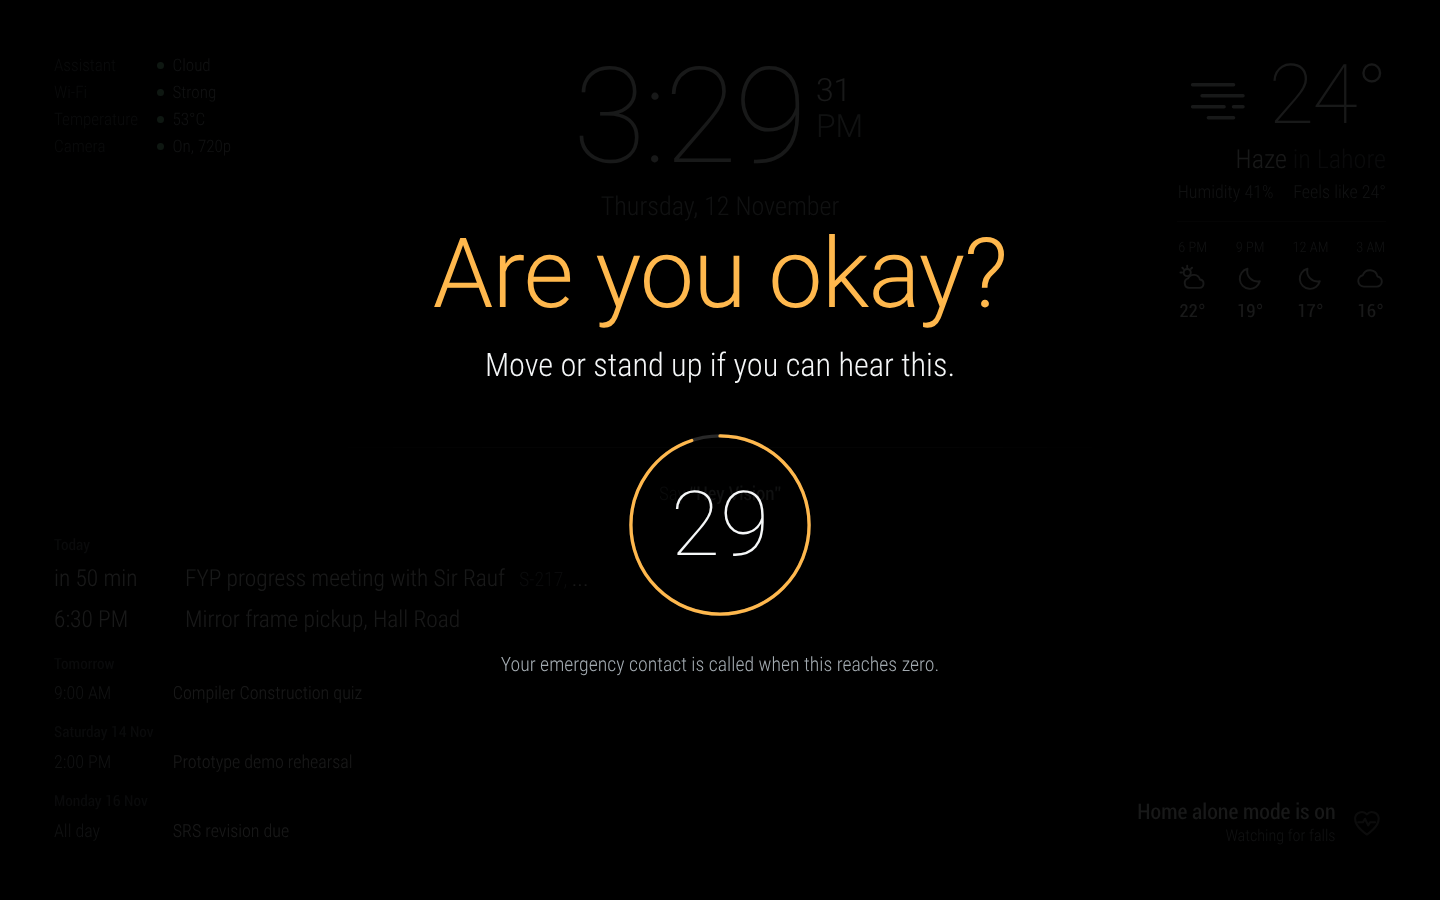 Assistant Cloud
Wi-Fi Strong
Temperature 53°C
Camera On, 720p
3:29 31 PM
Thursday, 12 November
24°
Haze in Lahore
Humidity 41% Feels like 24°
6 PM 9 PM 12 AM 3 AM
22° 19° 17° 16°
Are you okay?
Move or stand up if you can hear this.
"Hey Vision"
29
Your emergency contact is called when this reaches zero.
Today
in 50 min FYP progress meeting with Sir Rauf S-217, ...
6:30 PM Mirror frame pickup, Hall Road
Tomorrow
9:00 AM Compiler Construction quiz
Saturday 14 Nov
2:00 PM Prototype demo rehearsal
Monday 16 Nov
All day SRS revision due
Home alone mode is on
Watching for falls